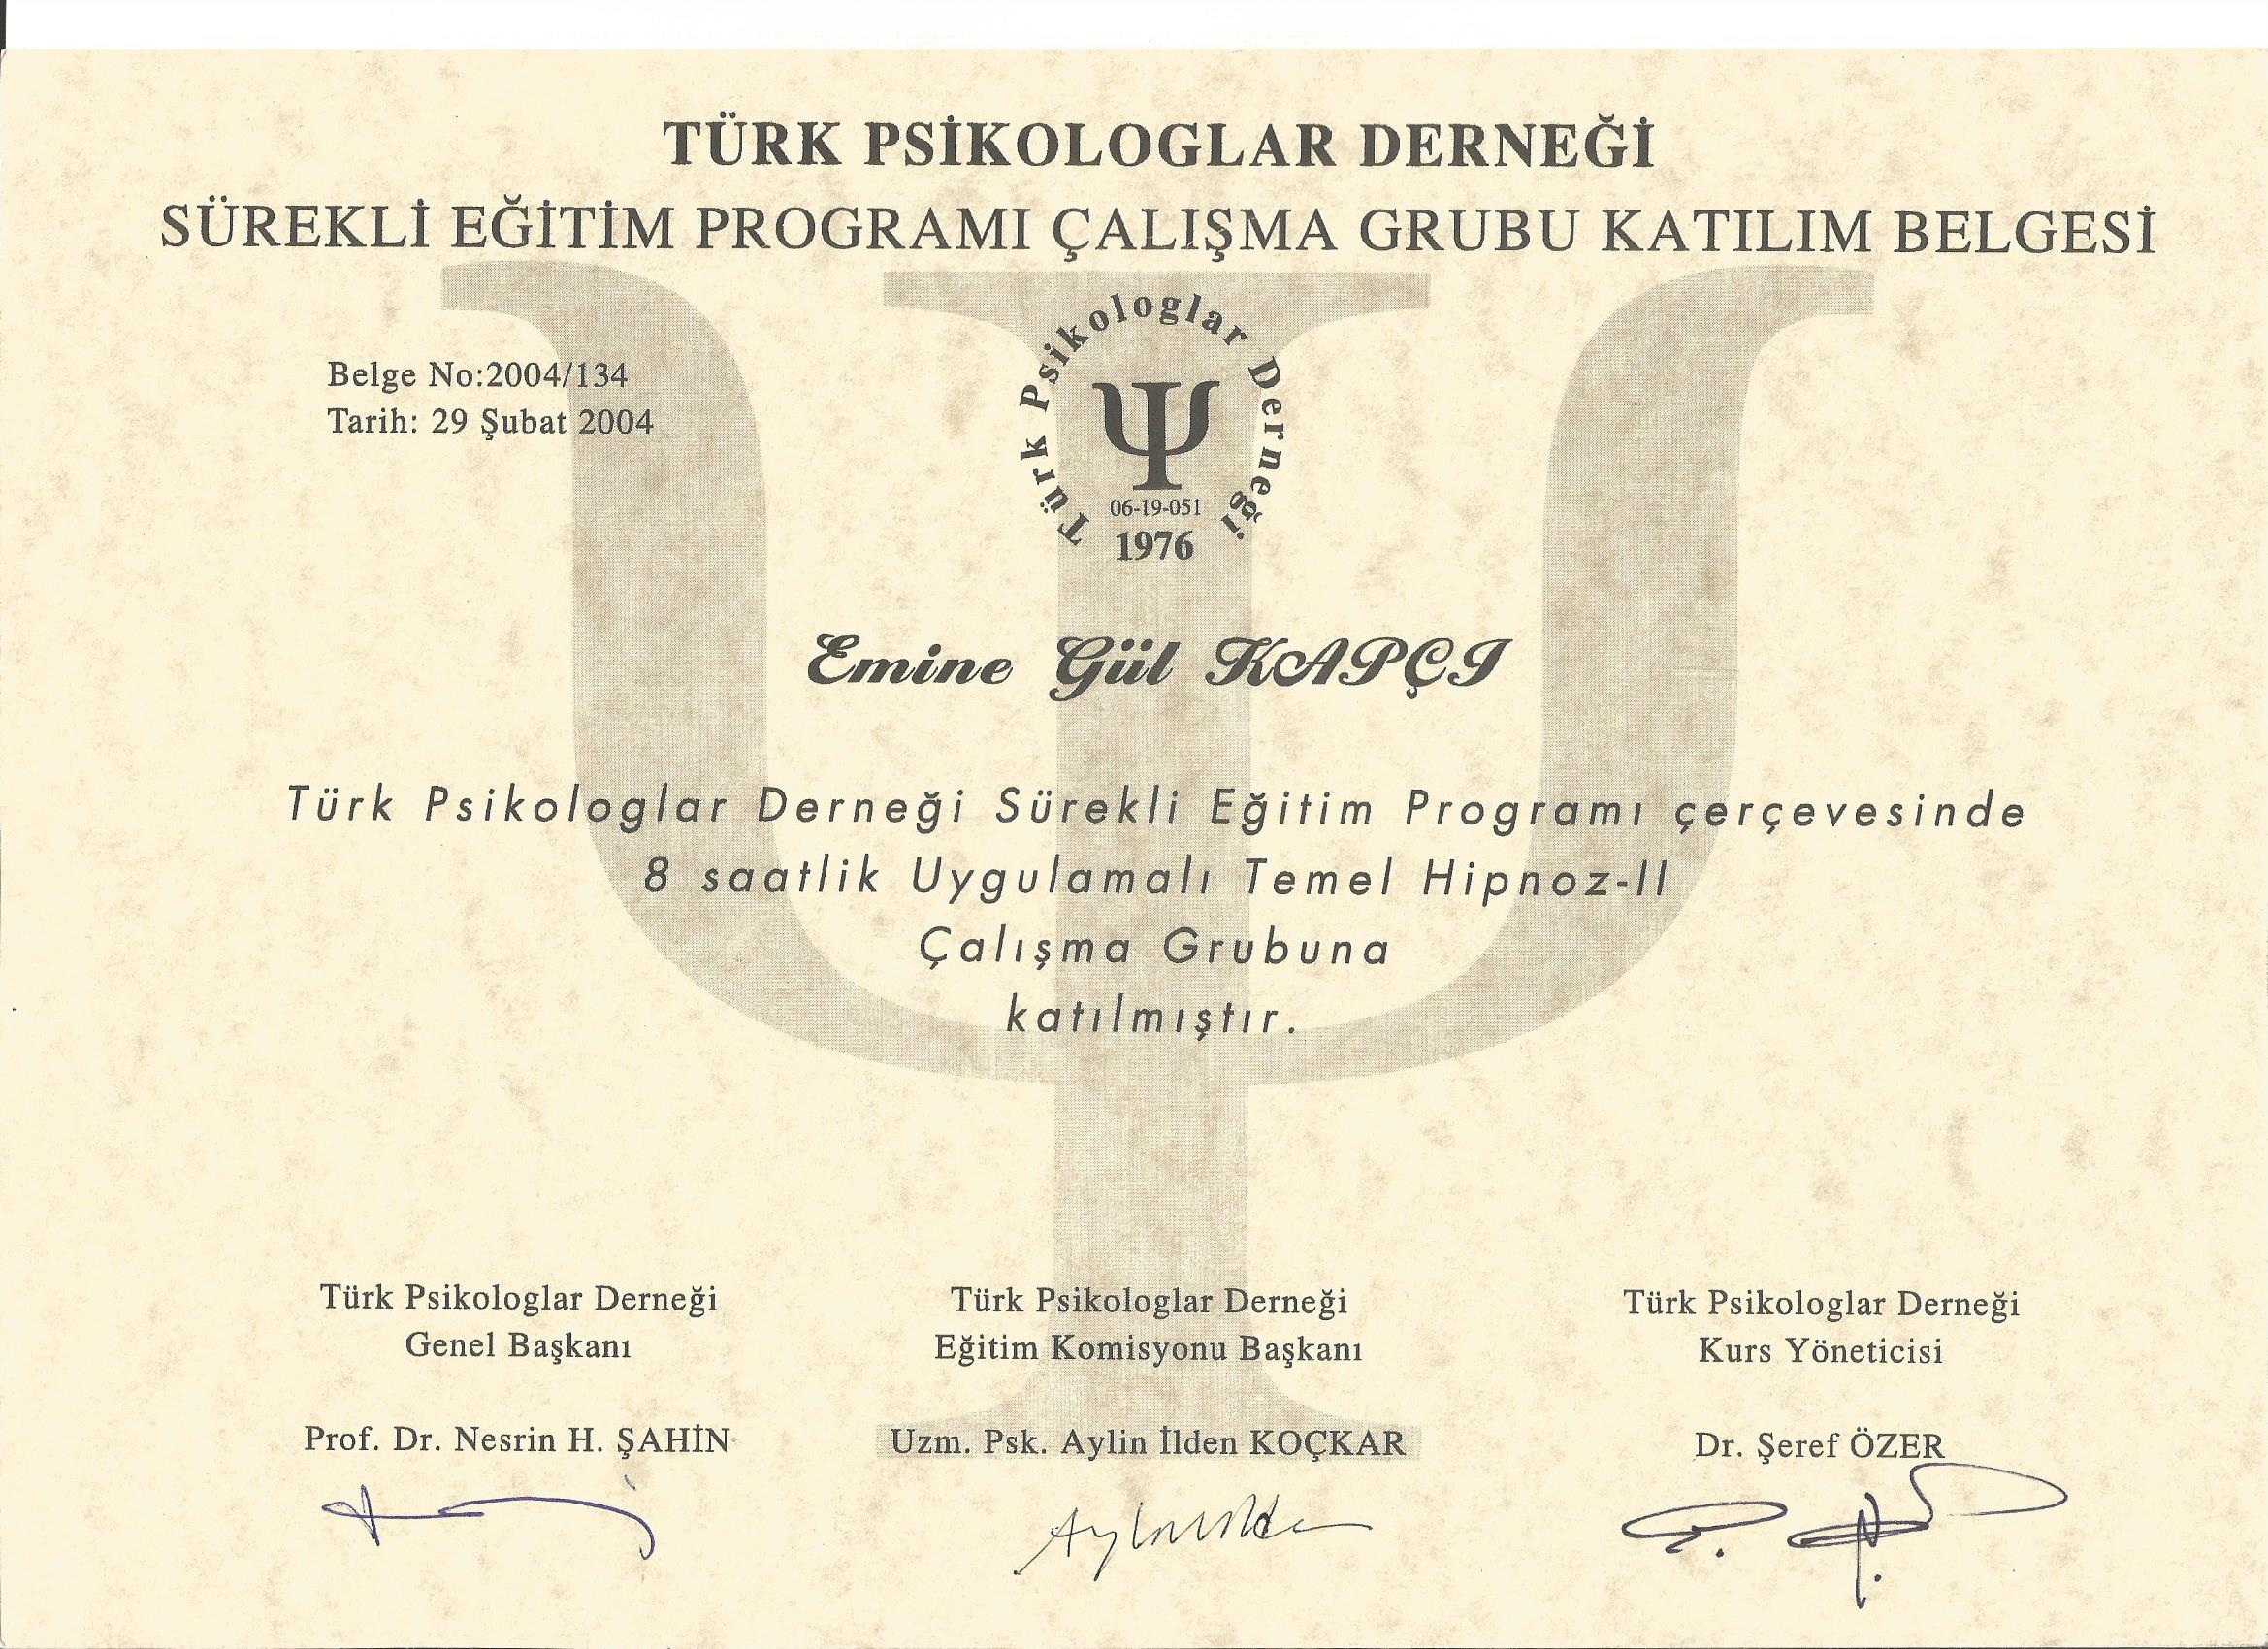 TÜRK PSİKOLOGLAR DERNEĞİ
SÜREKLİ EĞİTİM PROGRAMI ÇALIŞMA GRUBU KATILIM BELGESİ
Belge No:2004/134
Tarih: 29 Şubat 2004
Türk Psikologlar Derneği
Ψ
06-19-051
1976
Emine Gül KAPÇI
Türk Psikologlar Derneği Sürekli Eğitim Programı çerçevesinde
8 saatlik Uygulamalı Temel Hipnoz-II
Çalışma Grubuna
katılmıştır.
Türk Psikologlar Derneği
Genel Başkanı
Prof. Dr. Nesrin H. ŞAHİN
Türk Psikologlar Derneği
Eğitim Komisyonu Başkanı
Uzm. Psk. Aylin İlden KOÇKAR
Türk Psikologlar Derneği
Kurs Yöneticisi
Dr. Şeref ÖZER